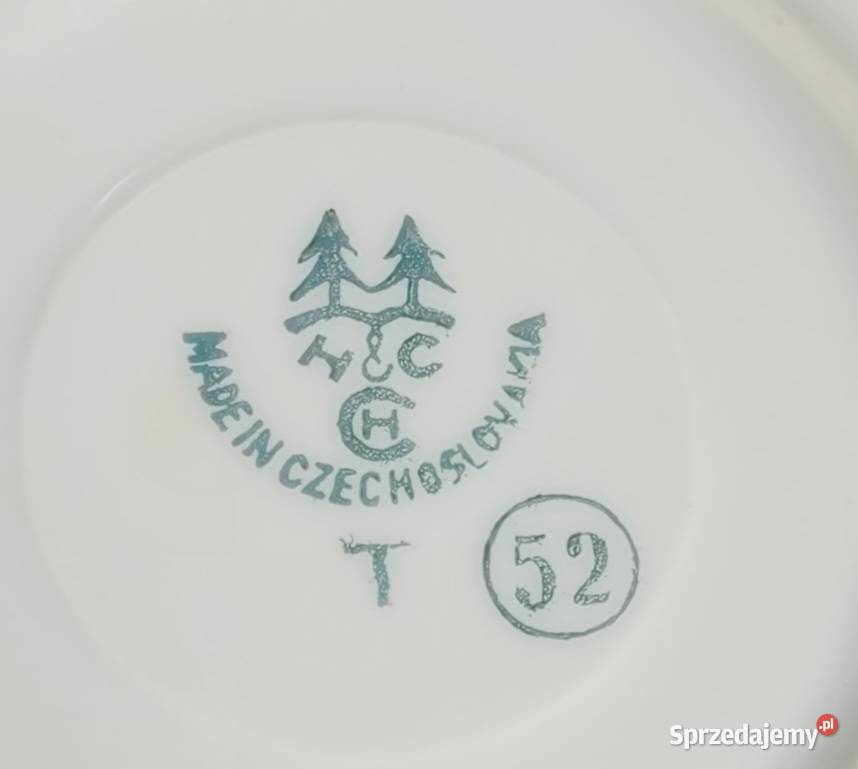 H C
CH
MADE IN CZECHOSLOVAKIA
T
52
Sprzedajemy.pl